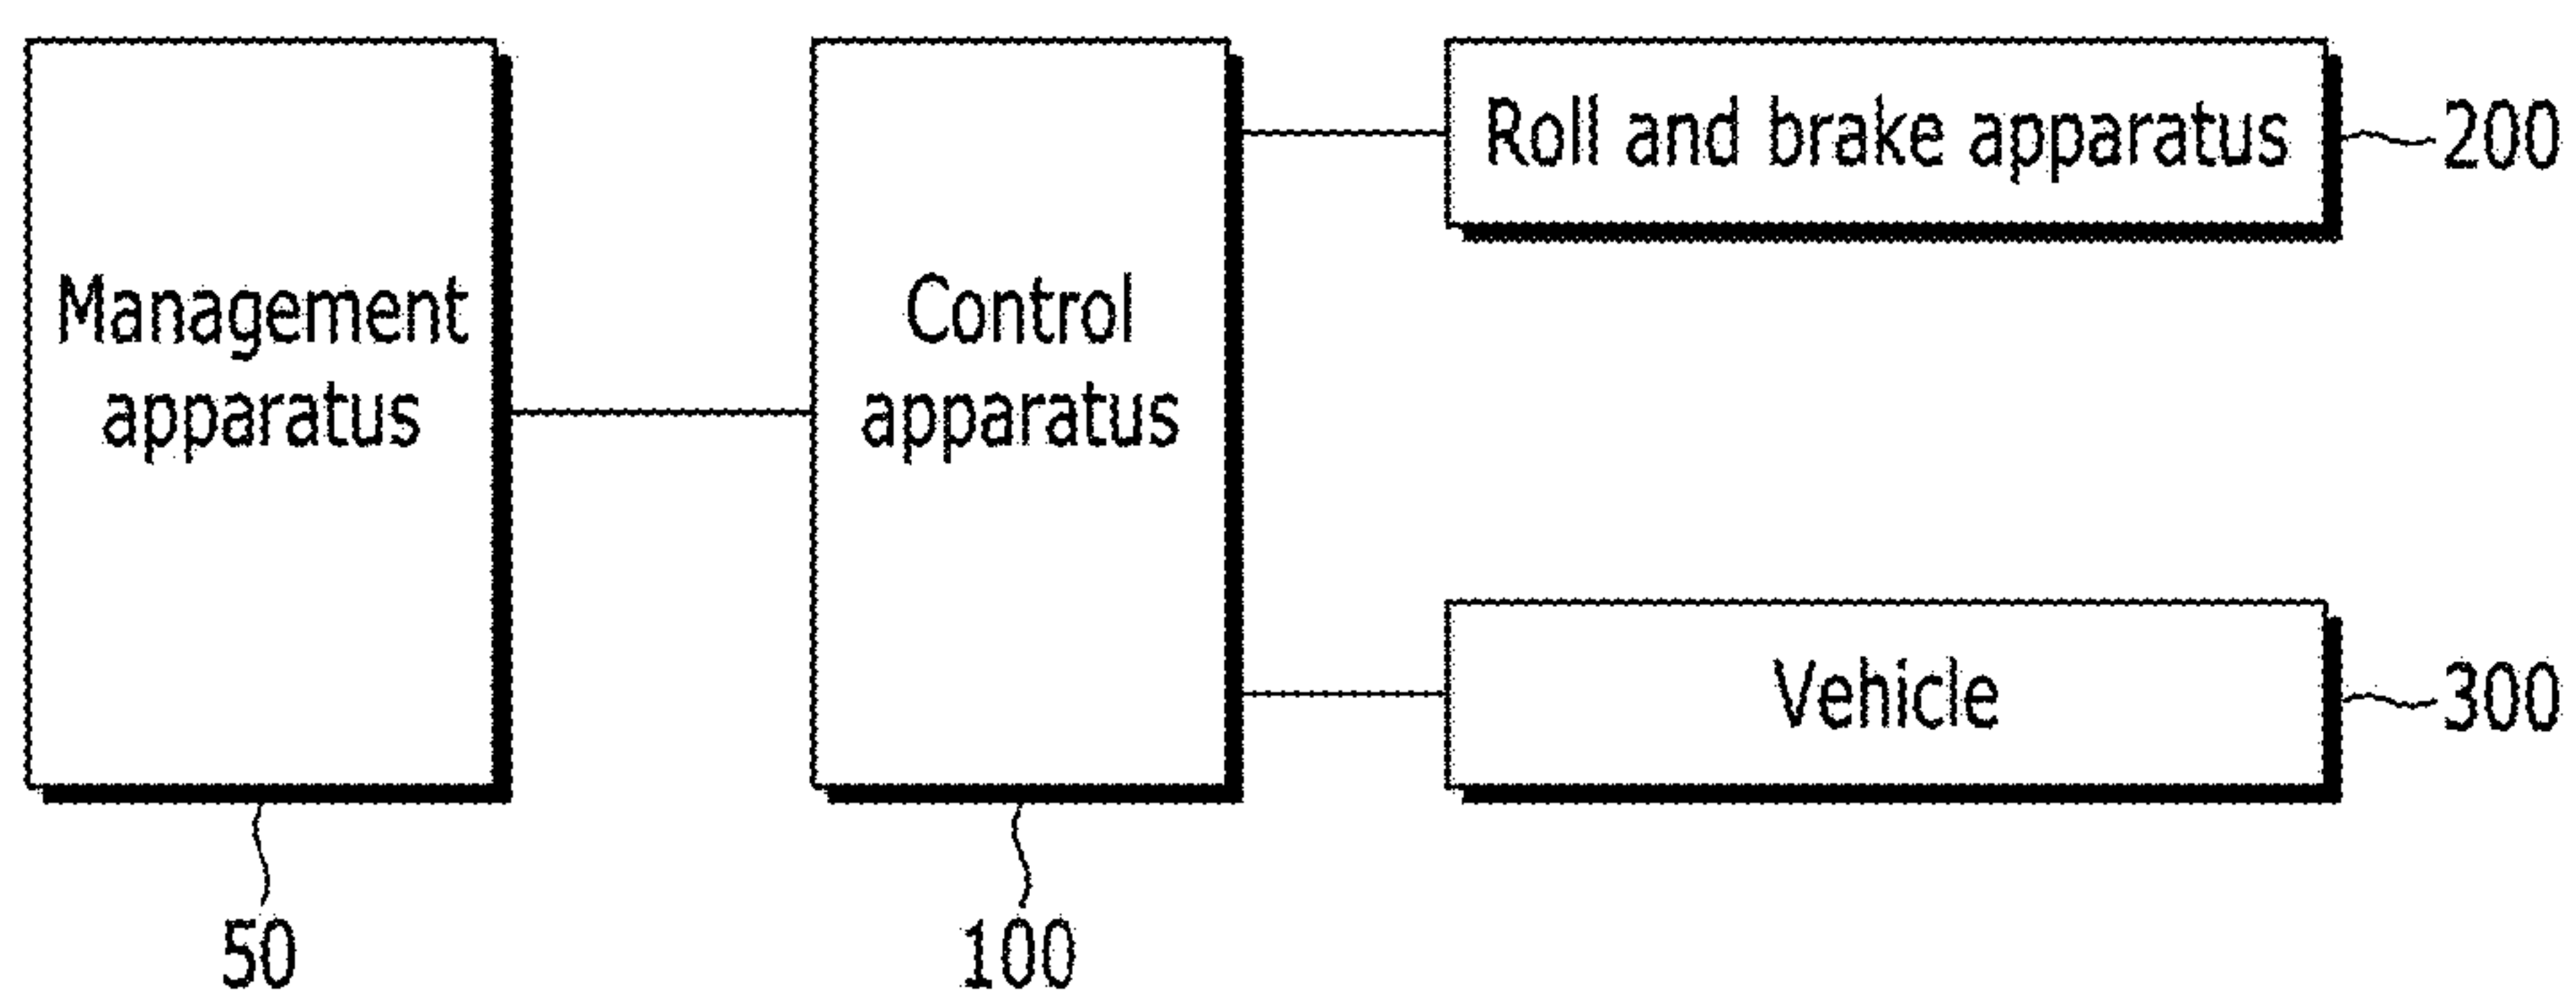 Management
apparatus
50
Control
apparatus
100
Roll and brake apparatus
200
Vehicle
300